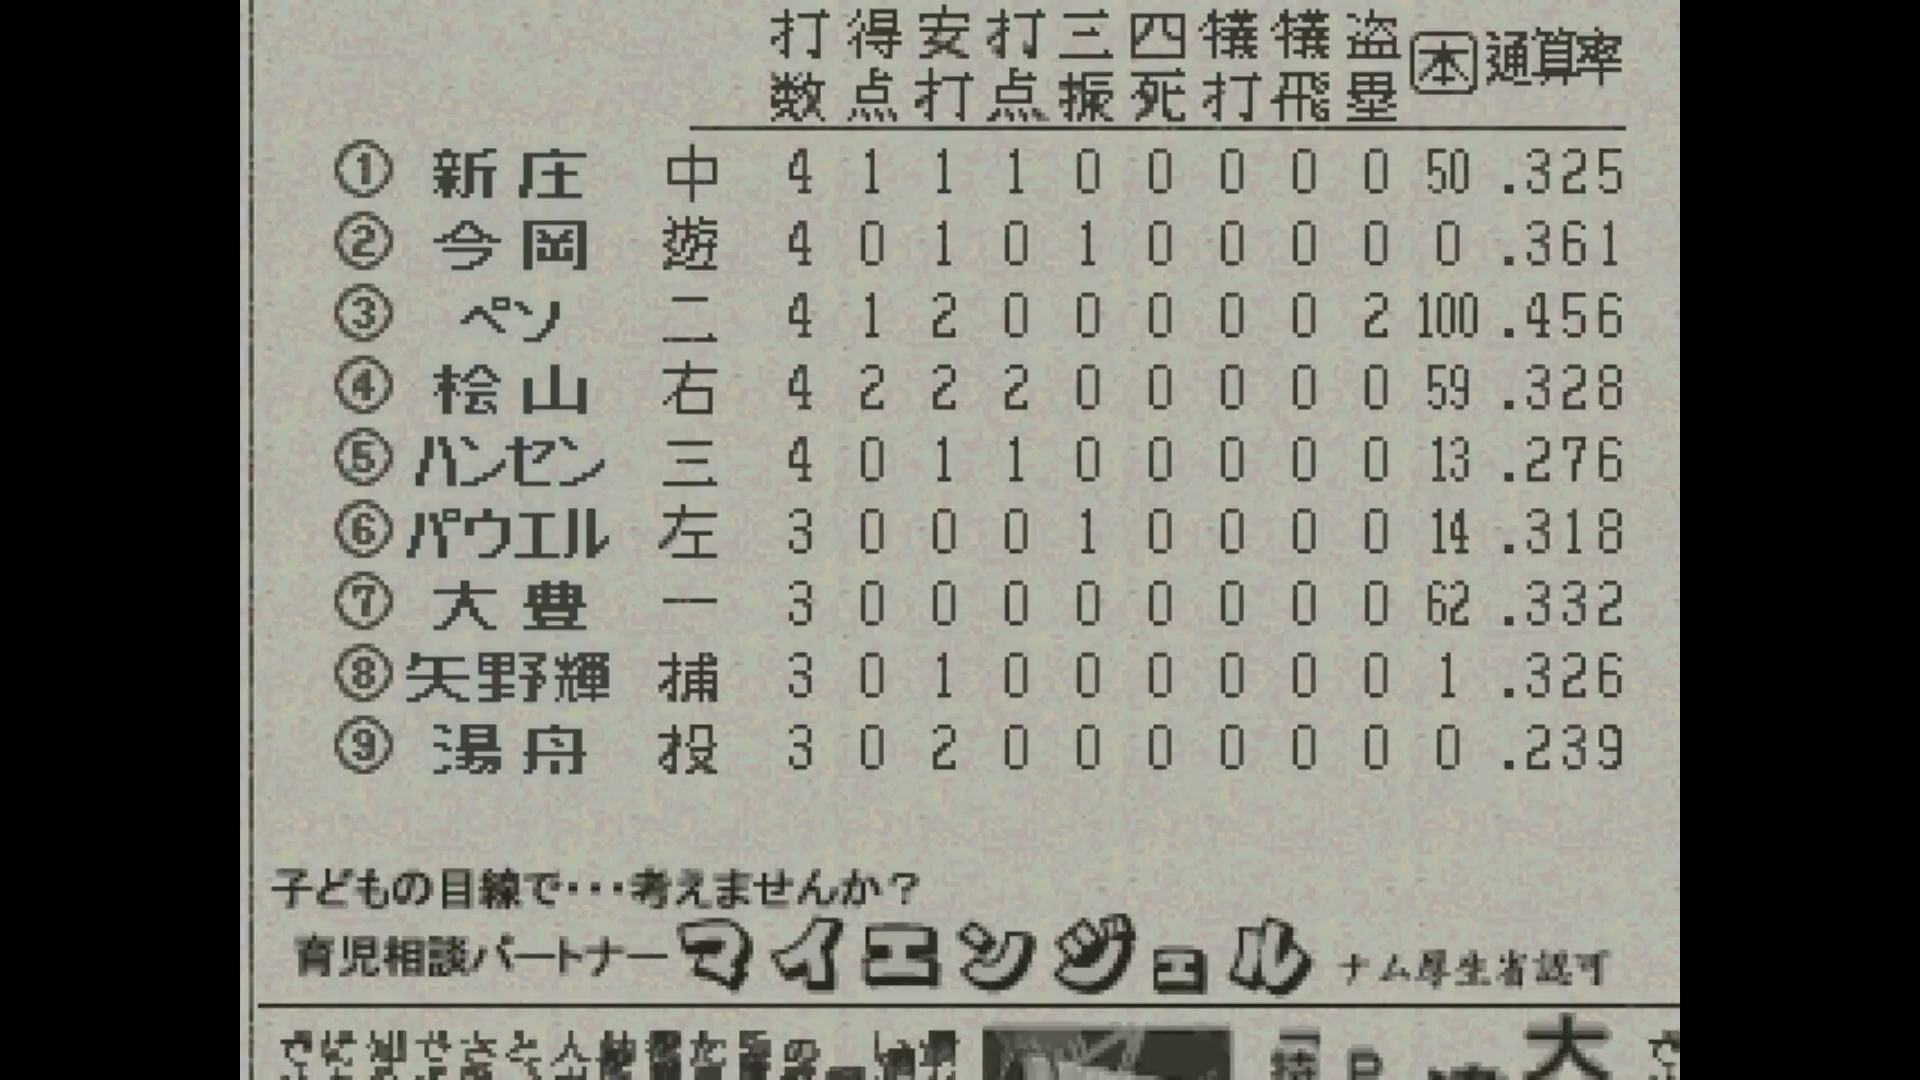 打数 得点 安打 打点 三振 四死 犠打 犠飛 盗塁 本 通算率
① 新庄 中 4 1 1 1 0 0 0 0 0 50 .325
② 今岡 遊 4 0 1 0 1 0 0 0 0 0 .361
③ ペソ 二 4 1 2 0 0 0 0 0 2 100 .456
④ 桧山 右 4 2 2 2 0 0 0 0 0 59 .328
⑤ ハンセン 三 4 0 1 1 0 0 0 0 0 13 .276
⑥ パウエル 左 3 0 0 0 1 0 0 0 0 14 .318
⑦ 大豊 一 3 0 0 0 0 0 0 0 0 62 .332
⑧ 矢野輝 捕 3 0 1 0 0 0 0 0 0 1 .326
⑨ 湯舟 投 3 0 2 0 0 0 0 0 0 0 .239
子どもの目線で・・・考えませんか？
育児相談パートナー マイエンジェル ナム厚生省認可